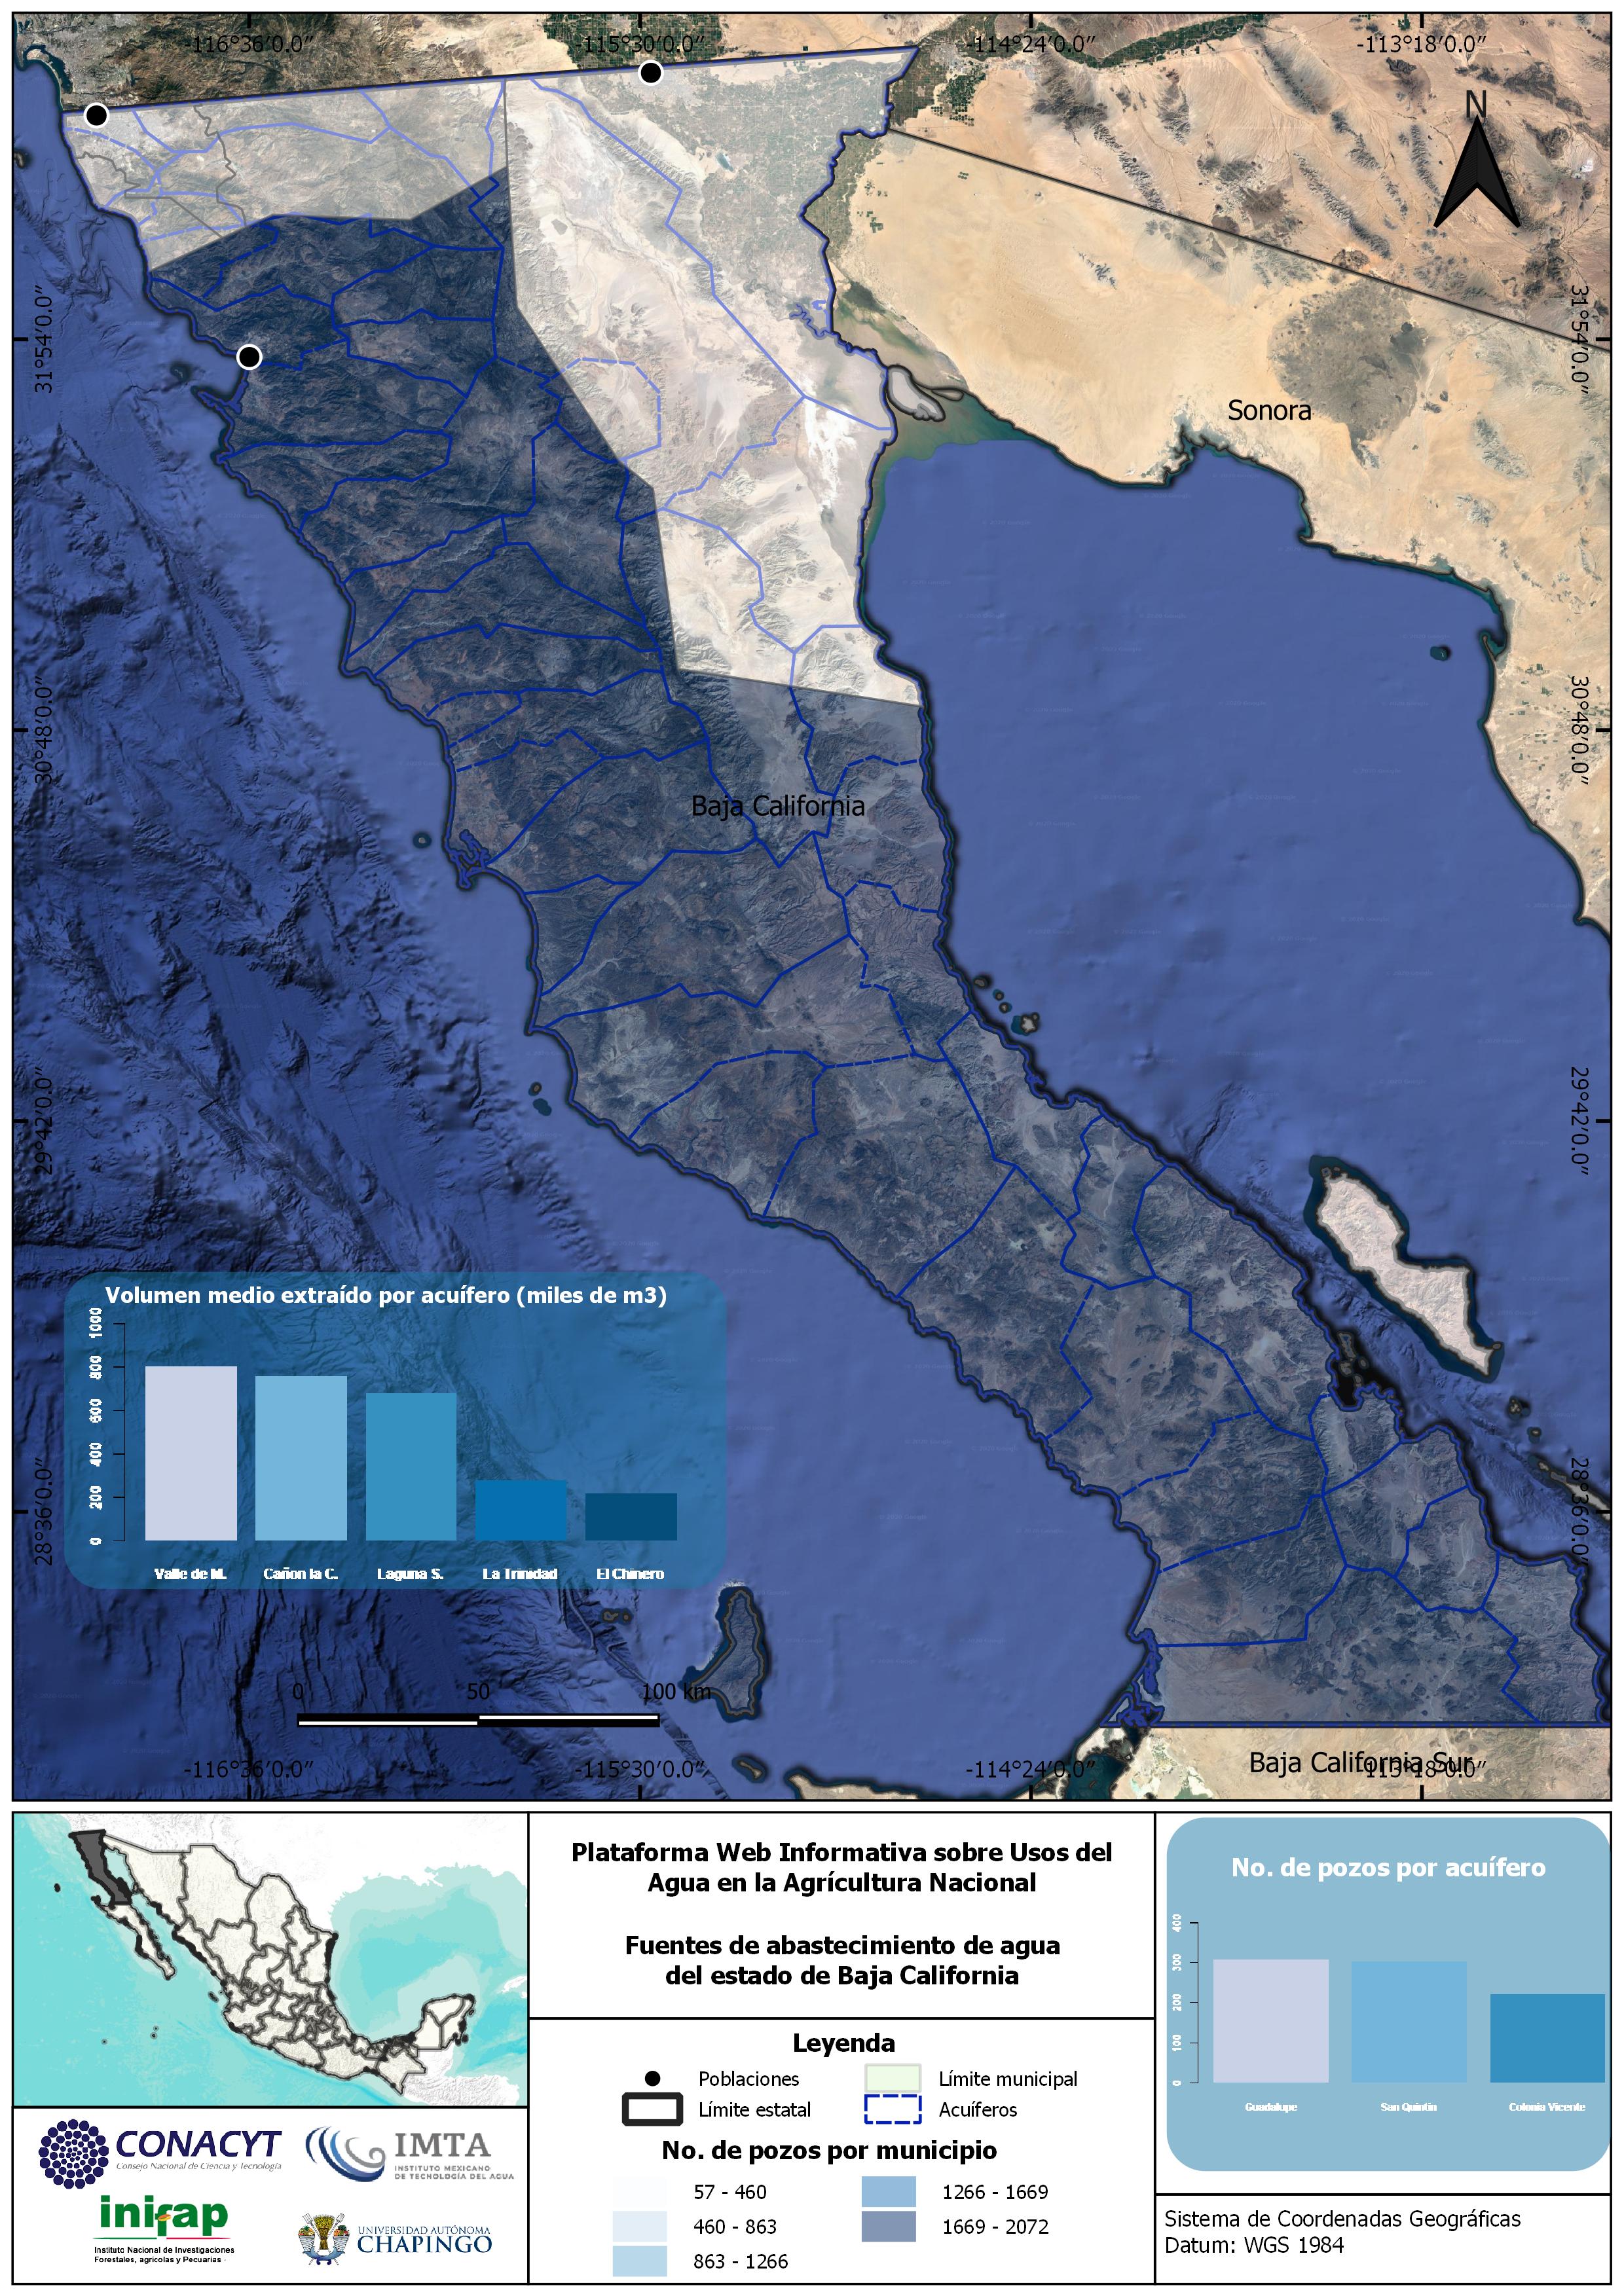 -116°36′0.0″
-115°30′0.0″
-114°24′0.0″
-113°18′0.0″
N
31°54′0.0″
31°54′0.0″
Sonora
30°48′0.0″
30°48′0.0″
Baja California
29°42′0.0″
29°42′0.0″
Volumen medio extraído por acuífero (miles de m3)
1000
800
600
400
200
0
Valle de M.
Cañon la C.
Laguna S.
La Trinidad
El Chinero
28°36′0.0″
28°36′0.0″
0
50
100 km
-116°36′0.0″
-115°30′0.0″
-114°24′0.0″
-113°18′0.0″
Baja California Sur
Plataforma Web Informativa sobre Usos del
Agua en la Agrícultura Nacional
Fuentes de abastecimiento de agua
del estado de Baja California
Leyenda
Poblaciones
Límite municipal
Límite estatal
Acuíferos
No. de pozos por municipio
57 - 460
1266 - 1669
460 - 863
1669 - 2072
863 - 1266
No. de pozos por acuífero
400
300
200
100
0
Guadalupe
San Quintin
Colonia Vicente
Sistema de Coordenadas Geográficas
Datum: WGS 1984
CONACYT
Consejo Nacional de Ciencia y Tecnología
IMTA
INSTITUTO MEXICANO
DE TECNOLOGÍA DEL AGUA
inifap
Instituto Nacional de Investigaciones
Forestales, agrícolas y Pecuarias
UNIVERSIDAD AUTÓNOMA
CHAPINGO